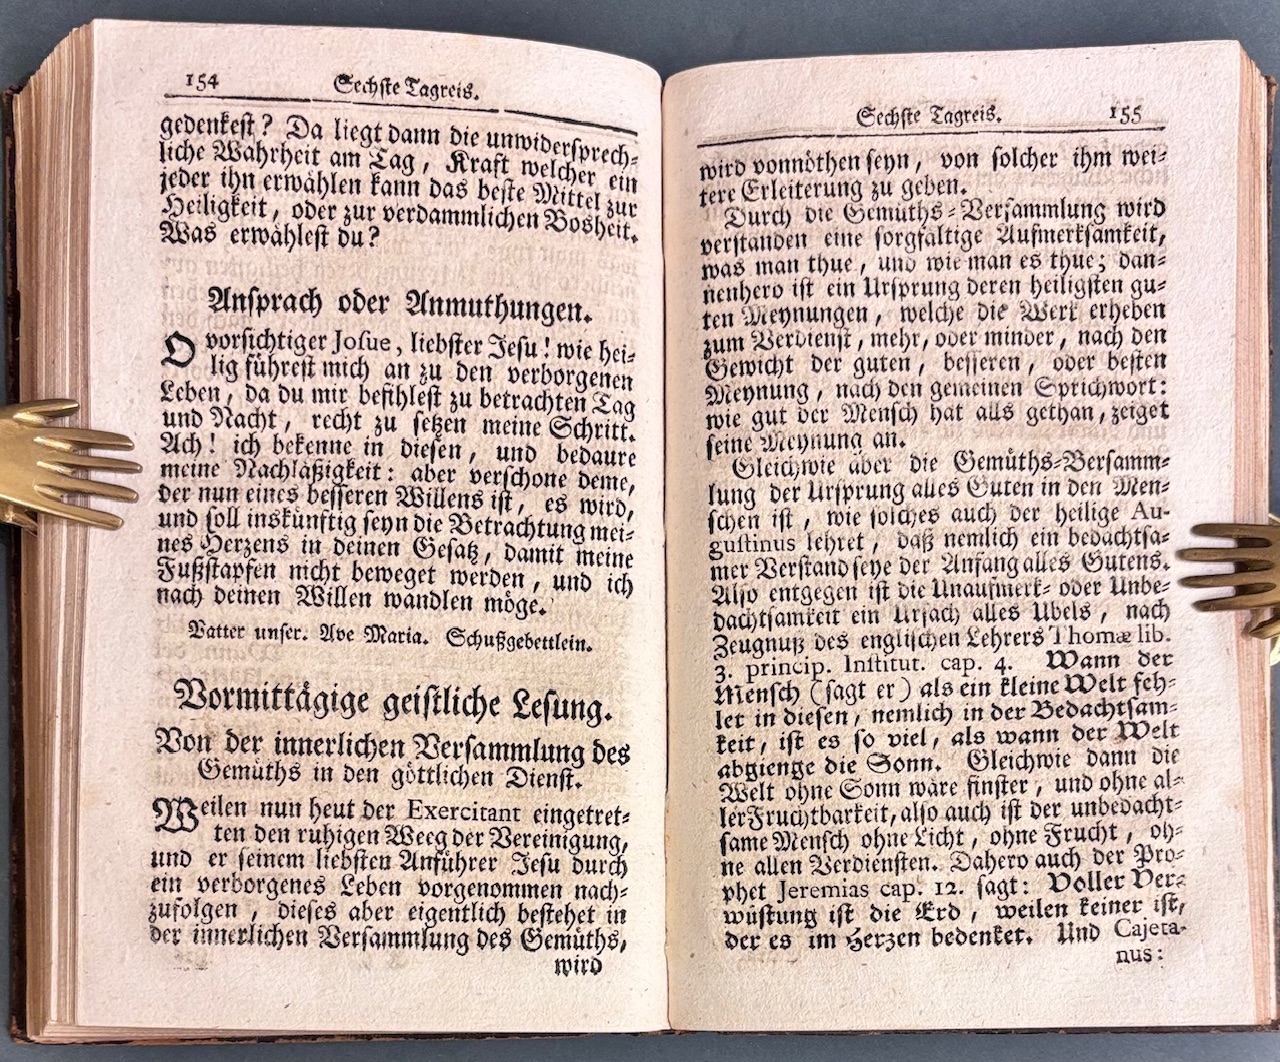 154 Sechste Tagreis.
gedenkest? Da liegt dann die unwidersprech-
liche Wahrheit am Tag, Kraft welcher ein
jeder ihn erwählen kann das beste Mittel zur
Heiligkeit, oder zur verdammlichen Bosheit.
Was erwählest du?
Ansprach oder Anmuthungen.
O vorsichtiger Josue, liebster Jesu! wie hei-
lig führest mich an zu den verborgenen
Leben, da du mir befihlest zu betrachten Tag
und Nacht, recht zu setzen meine Schritt.
Ach! ich bekenne in diesen, und bedaure
meine Nachläßigkeit: aber verschone deme,
der nun eines besseren Willens ist, es wird,
und soll inskünftig seyn die Betrachtung mei-
nes Herzens in deinen Gesatz, damit meine
Fußstapfen nicht beweget werden, und ich
nach deinen Willen wandlen möge.
Vatter unser. Ave Maria. Schußgebettlein.
Vormittägige geistliche Lesung.
Von der innerlichen Versammlung des
Gemüths in den göttlichen Dienst.
Weilen nun heut der Exercitant eingetret-
ten den ruhigen Weeg der Vereinigung,
und er seinem liebsten Anführer Jesu durch
ein verborgenes Leben vorgenommen nach-
zufolgen, dieses aber eigentlich bestehet in
der innerlichen Versammlung des Gemüths,
wird
Sechste Tagreis. 155
wird vonnöthen seyn, von solcher ihm wei-
tere Erleiterung zu geben.
Durch die Gemüths-Versammlung wird
verstanden eine sorgfältige Aufmerksamkeit,
was man thue, und wie man es thue; dan-
nenhero ist ein Ursprung deren heiligsten gu-
ten Meynungen, welche die Werk erheben
zum Verdienst, mehr, oder minder, nach den
Gewicht der guten, besseren, oder besten
Meynung, nach den gemeinen Sprichwort:
wie gut der Mensch hat alls gethan, zeiget
seine Meynung an.
Gleichwie aber die Gemüths-Versamm-
lung der Ursprung alles Guten in den Men-
schen ist, wie solches auch der heilige Au-
gustinus lehret, daß nemlich ein bedachtsa-
mer Verstand seye der Anfang alles Gutens.
Also entgegen ist die Unaufmerk- oder Unbe-
dachtsamkeit ein Ursach alles Ubels, nach
Zeugnuß des englischen Lehrers Thomæ lib.
3. princip. Institut. cap. 4. Wann der
Mensch (sagt er) als ein kleine Welt feh-
let in diesen, nemlich in der Bedachtsam-
keit, ist es so viel, als wann der Welt
abgienge die Sonn. Gleichwie dann die
Welt ohne Sonn wäre finster, und ohne al-
ler Fruchtbarkeit, also auch ist der unbedacht-
same Mensch ohne Licht, ohne Frucht, oh-
ne allen Verdiensten. Dahero auch der Pro-
phet Jeremias cap. 12. sagt: Voller Ver-
wüstung ist die Erd, weilen keiner ist,
der es im Herzen bedenket. Und Cajeta-
nus: